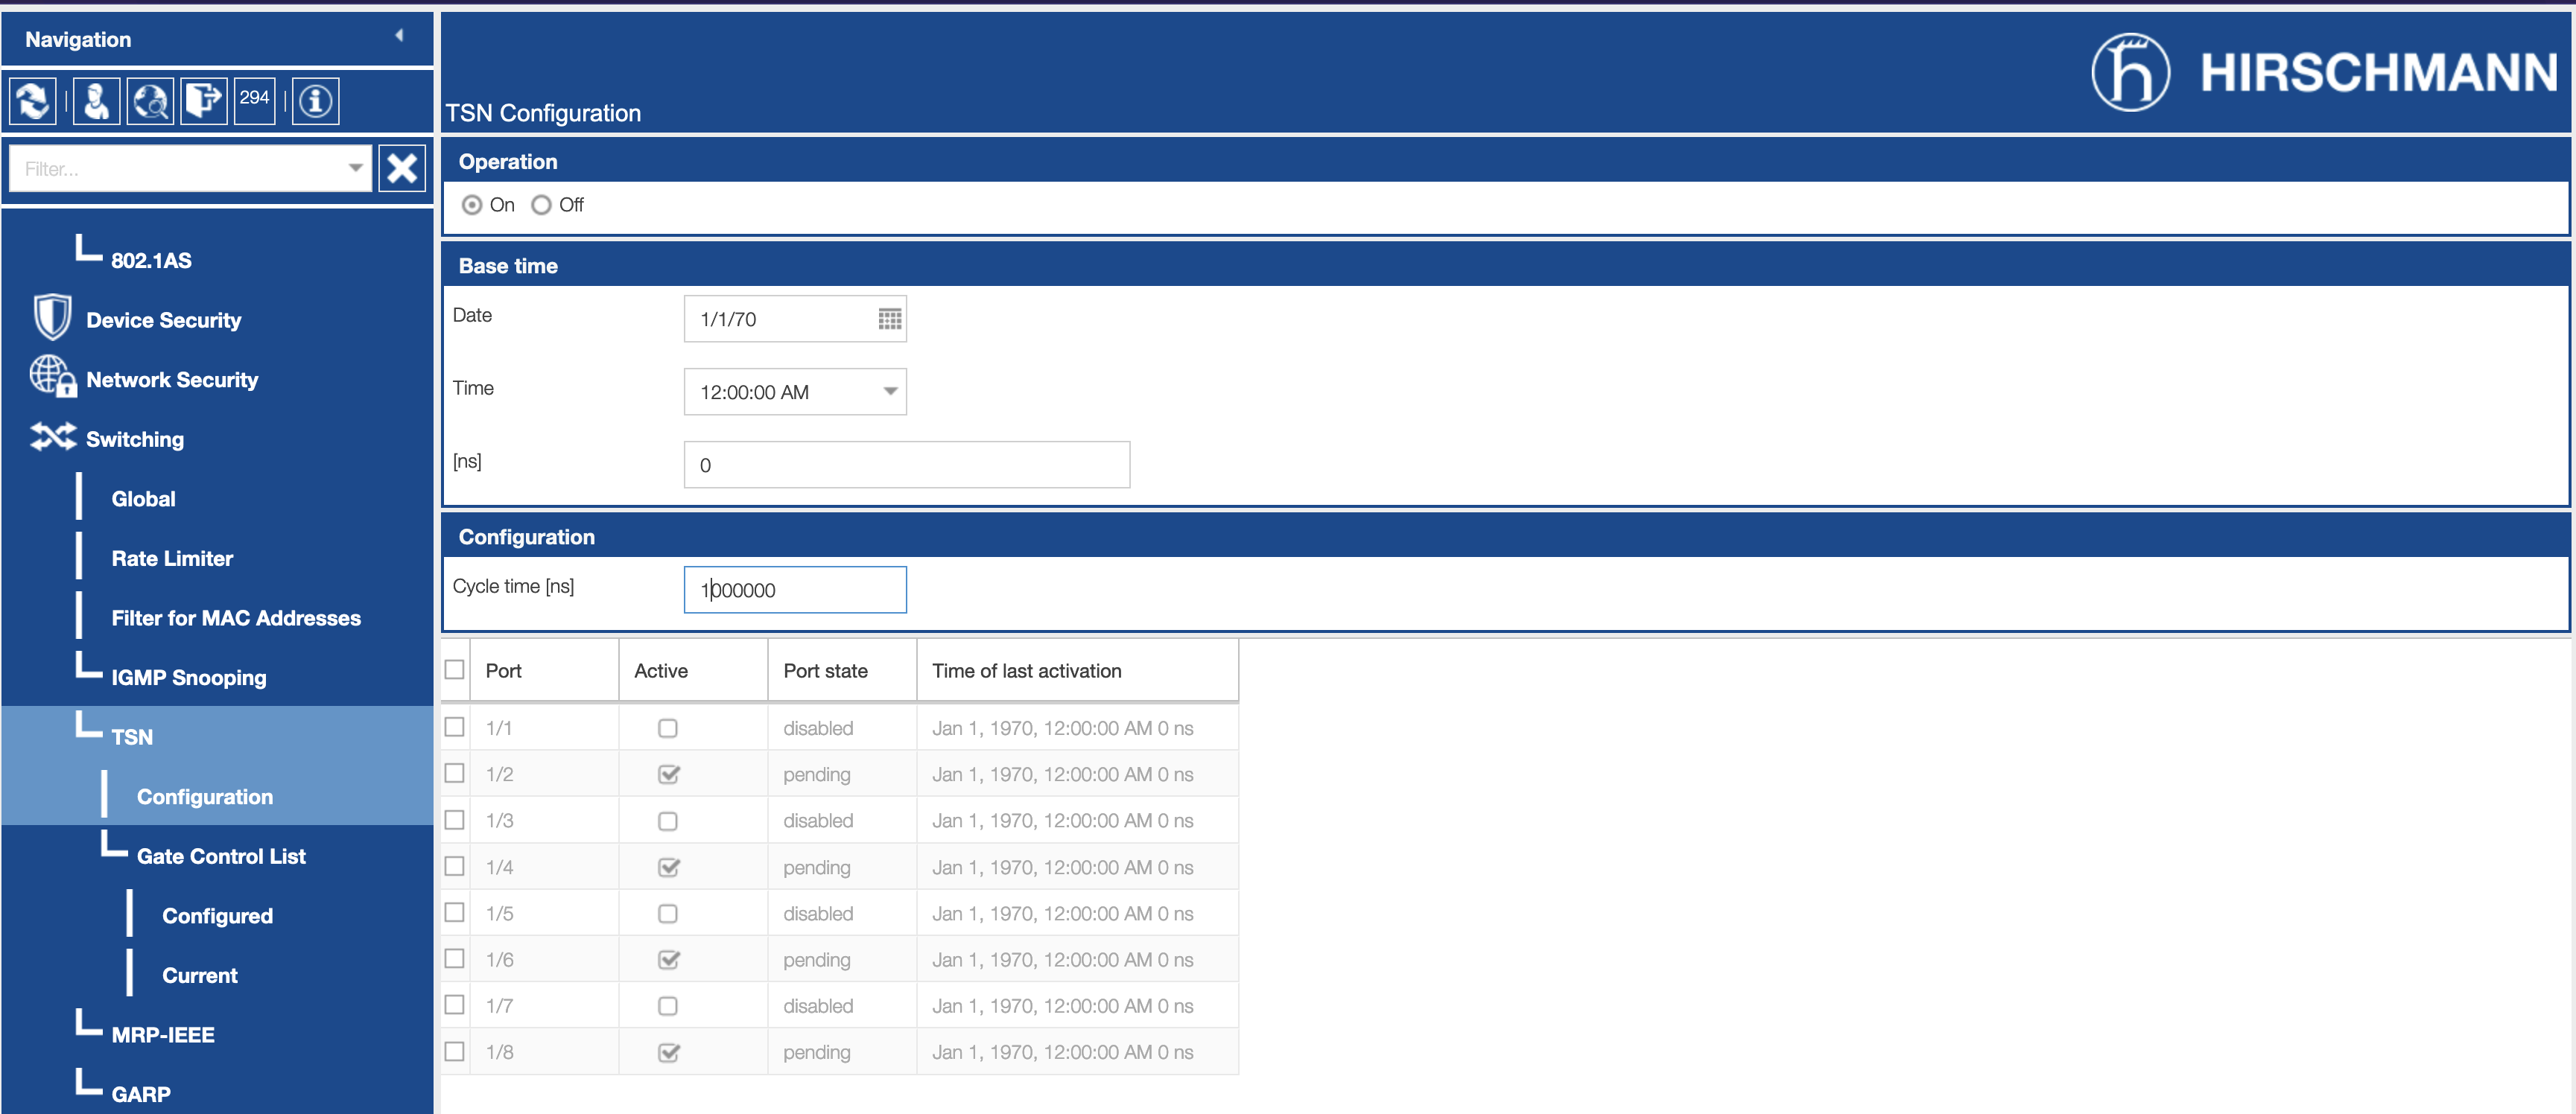 Navigation
294
Filter...
802.1AS
Device Security
Network Security
Switching
Global
Rate Limiter
Filter for MAC Addresses
IGMP Snooping
TSN
Configuration
Gate Control List
Configured
Current
MRP-IEEE
GARP
HIRSCHMANN
TSN Configuration
Operation
On Off
Base time
Date 1/1/70
Time 12:00:00 AM
[ns] 0
Configuration
Cycle time [ns] 1000000
Port Active Port state Time of last activation
1/1 disabled Jan 1, 1970, 12:00:00 AM 0 ns
1/2 pending Jan 1, 1970, 12:00:00 AM 0 ns
1/3 disabled Jan 1, 1970, 12:00:00 AM 0 ns
1/4 pending Jan 1, 1970, 12:00:00 AM 0 ns
1/5 disabled Jan 1, 1970, 12:00:00 AM 0 ns
1/6 pending Jan 1, 1970, 12:00:00 AM 0 ns
1/7 disabled Jan 1, 1970, 12:00:00 AM 0 ns
1/8 pending Jan 1, 1970, 12:00:00 AM 0 ns